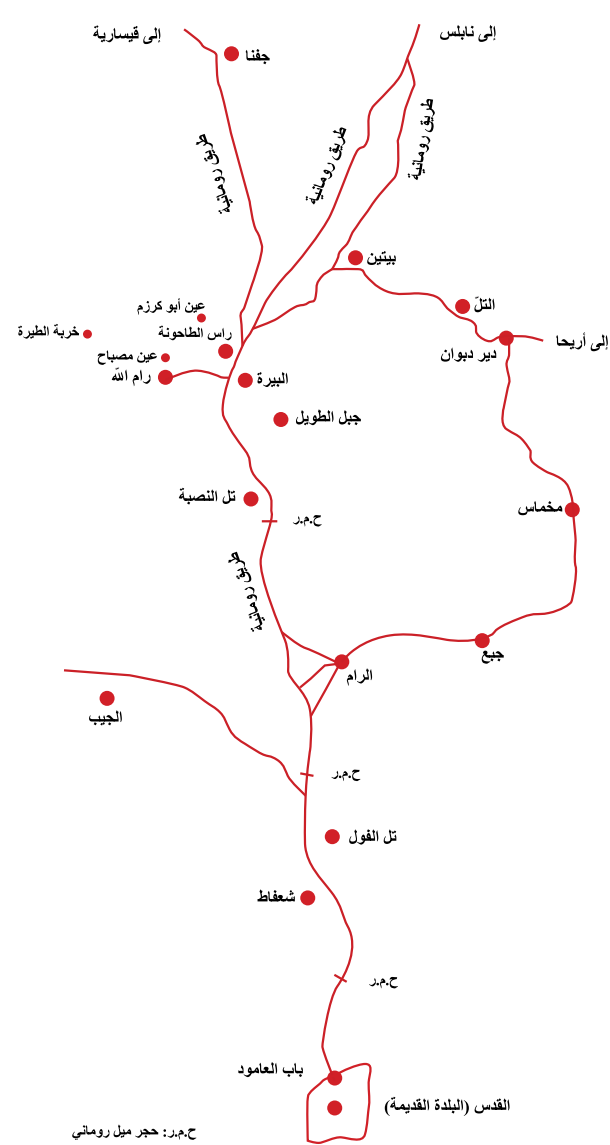 إلى نابلس
إلى قيسارية
جفنا
طريق رومانية
طريق رومانية
طريق رومانية
بيتين
التلّ
عين أبو كرزم
راس الطاحونة
خربة الطيرة
إلى أريحا
دير دبوان
عين مصباح
رام الله
البيرة
جبل الطويل
تل النصبة
مخماس
ح.م.ر
طريق رومانية
جبع
الرام
الجيب
ح.م.ر
تل الفول
شعفاط
ح.م.ر
باب العامود
القدس (البلدة القديمة)
ح.م.ر: حجر ميل روماني